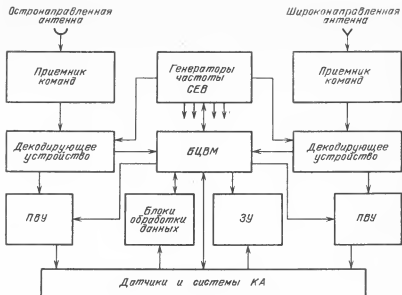 Остронаправленная
антенна
Широконаправленная
антенна
Приемник
команд
Генераторы
частоты
СЕВ
Приемник
команд
Декодирующее
устройство
БЦВМ
Декодирующее
устройство
ПВУ
Блоки
обработки
данных
ЗУ
ПВУ
Датчики и системы КА